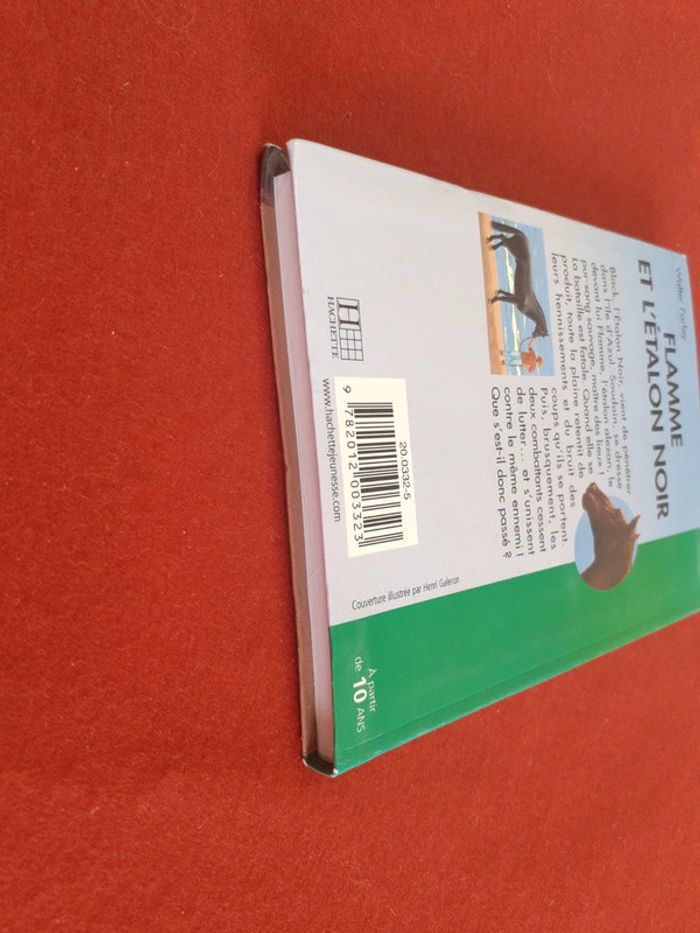 Walter Farley
FLAMME
ET L'ÉTALON NOIR
Black, l'Étalon Noir, vient de pénétrer
dans l'île d'Azul. Soudain, se dresse
devant lui Flamme, l'étalon alezan, le
pur-sang sauvage, maître des lieux !
La bataille est fatale. Quand elle se
produit, toute la plaine retentit de
leurs hennissements et du bruit des
coups qu'ils se portent.
Puis, brusquement, les
deux combattants cessent
de lutter... et s'unissent
contre le même ennemi !
Que s'est-il donc passé ?
HACHETTE
20.0332-5
9 782012 003323
www.hachettejeunesse.com
Couverture illustrée par Henri Galeron
À partir
de 10 ANS